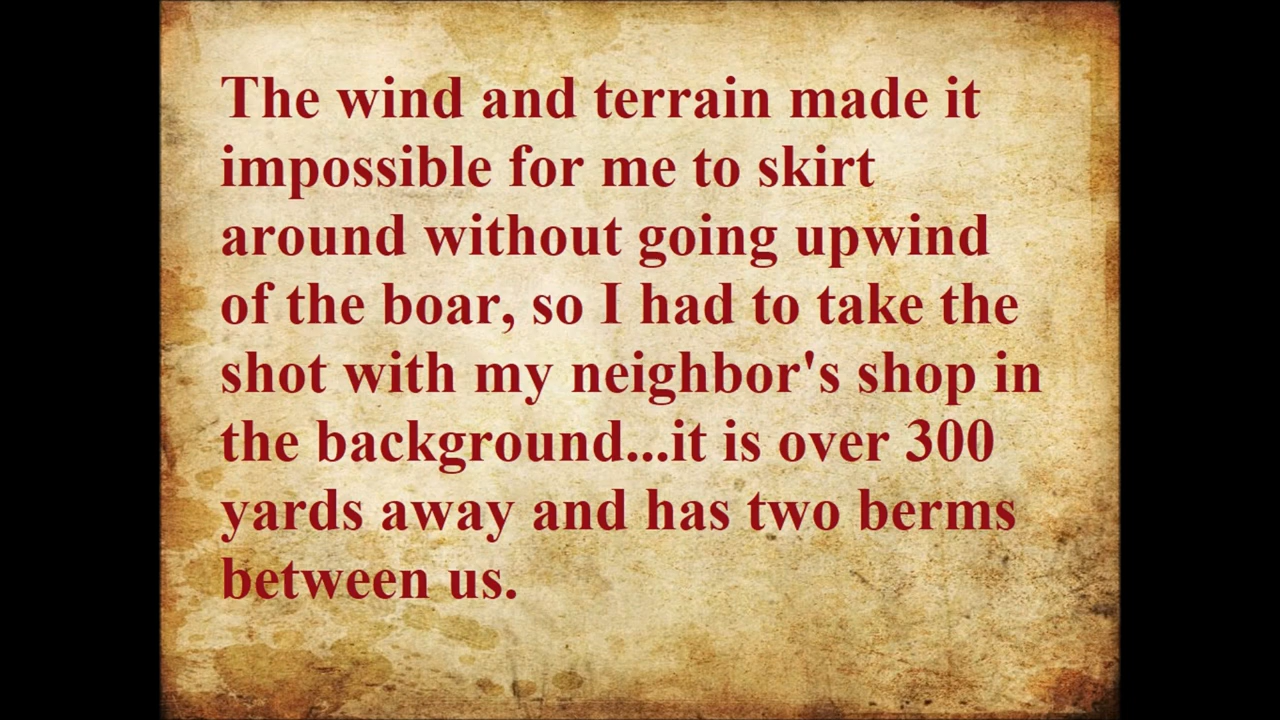 The wind and terrain made it
impossible for me to skirt
around without going upwind
of the boar, so I had to take the
shot with my neighbor's shop in
the background...it is over 300
yards away and has two berms
between us.